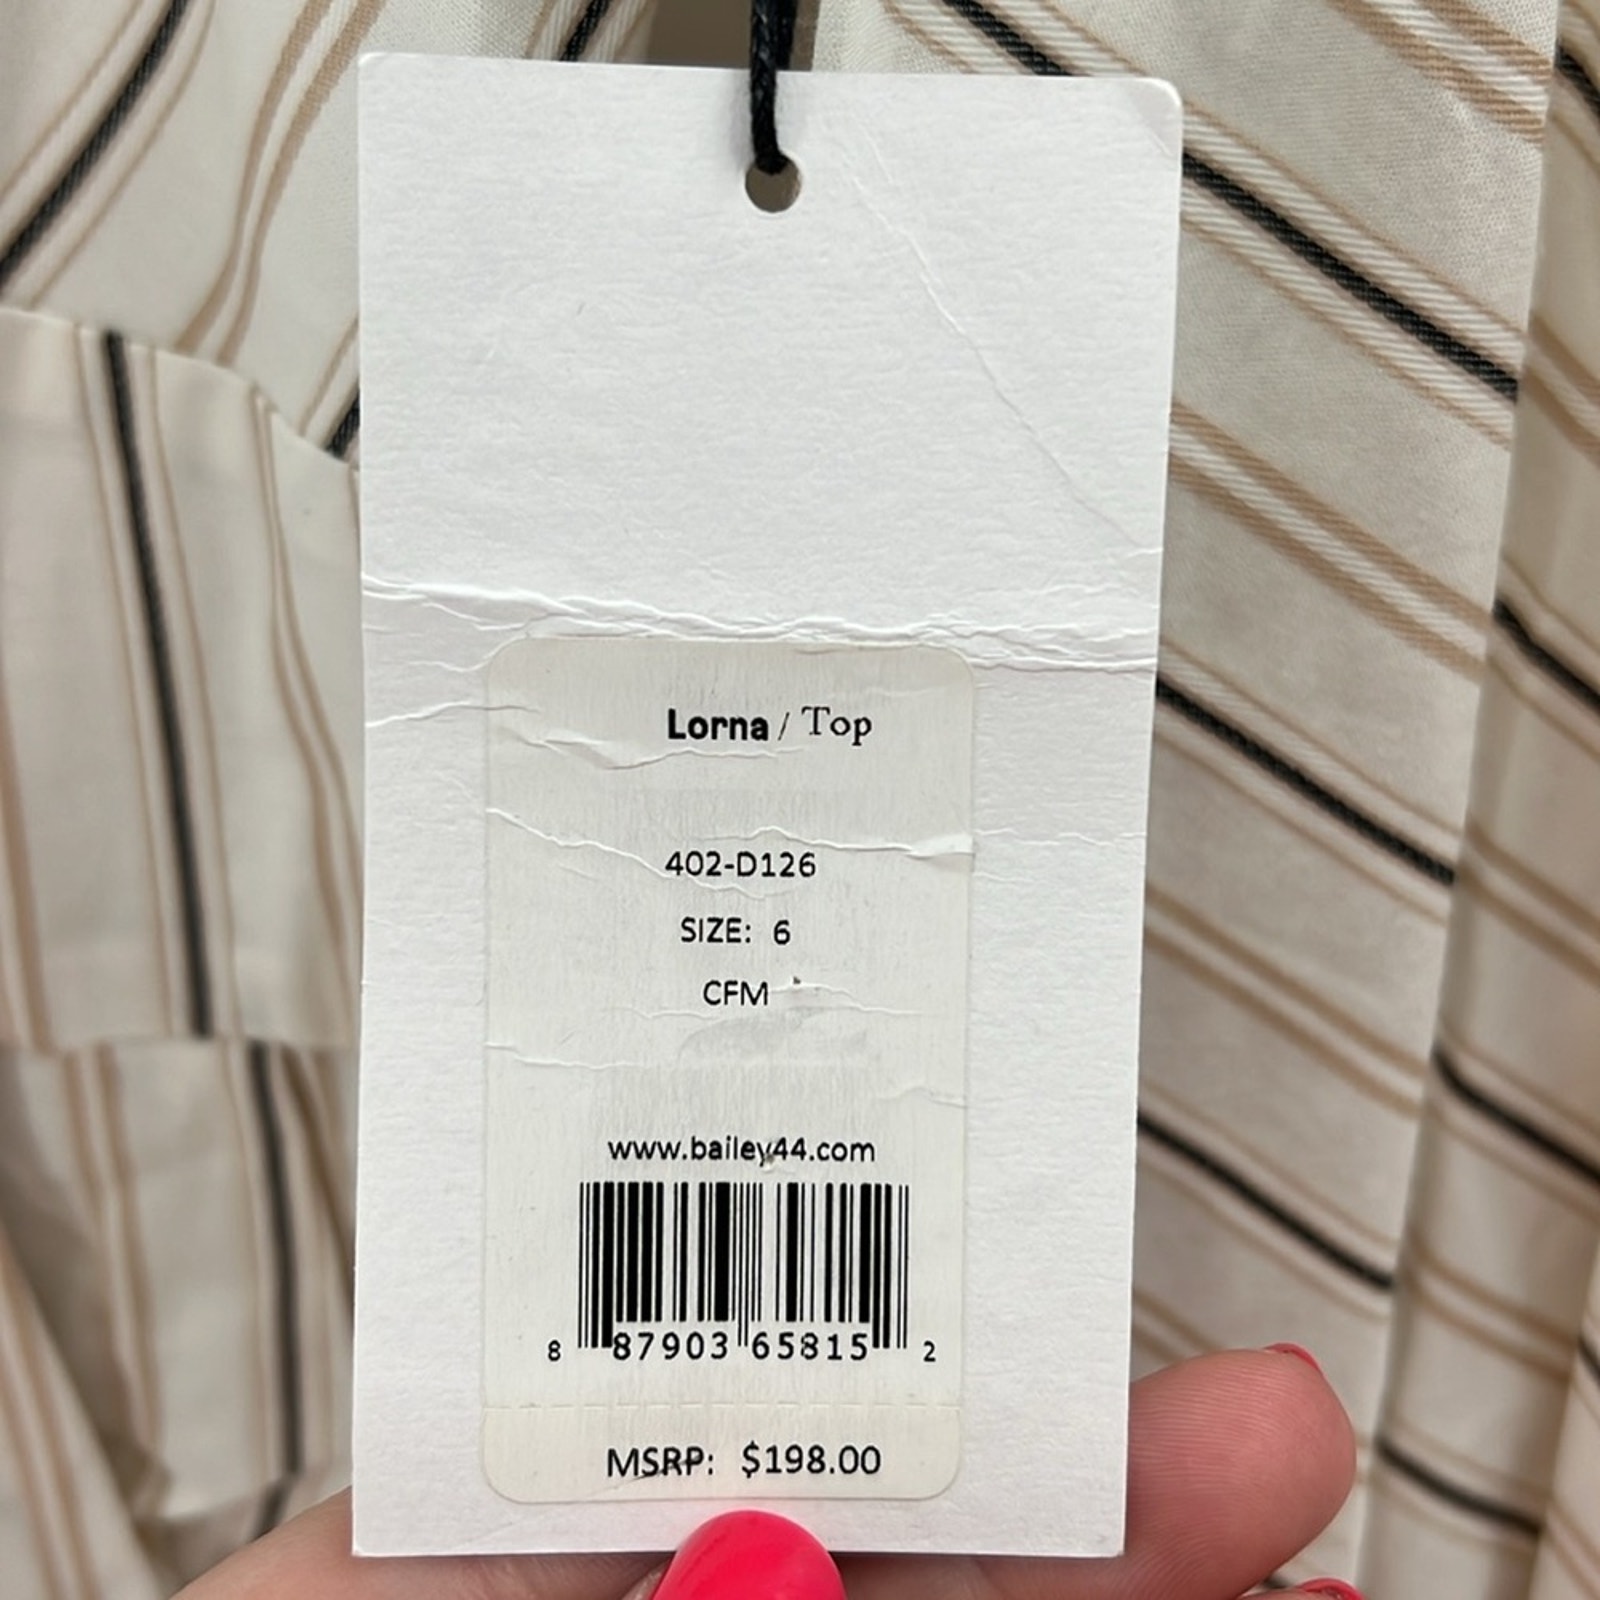 Lorna / Top
402-D126
SIZE: 6
CFM
www.bailey44.com
8 87903 65815 2
MSRP: $198.00